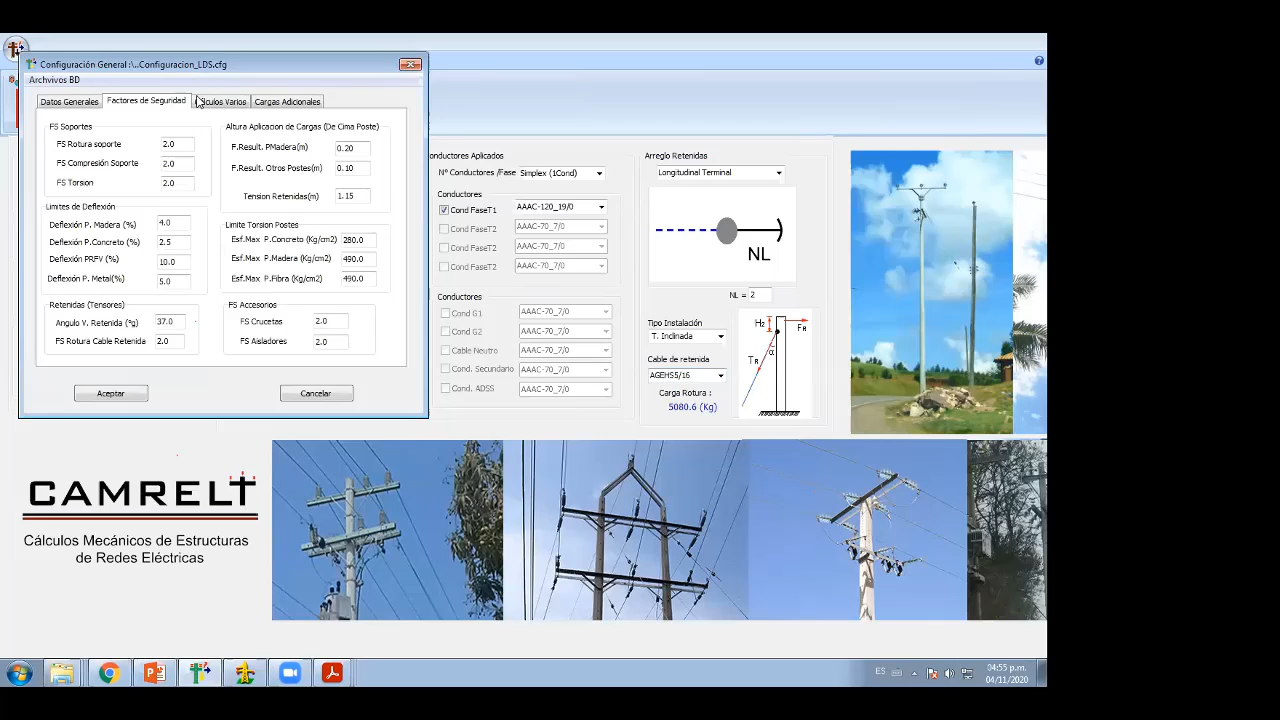 Configuración General :\...Configuracion_LDS.cfg
Archvivos BD
Datos Generales
Factores de Seguridad
Cargas Adicionales
FS Soportes
FS Rotura soporte 2.0
FS Compresión Soporte 2.0
FS Torsion 2.0
Limites de Deflexión
Deflexión P. Madera (%) 4.0
Deflexión P.Concreto (%) 2.5
Deflexión PRFV (%) 10.0
Deflexión P. Metal(%) 5.0
Retenidas (Tensores)
Angulo V. Retenida (°g) 37.0
FS Rotura Cable Retenida 2.0
Altura Aplicacion de Cargas (De Cima Poste)
F.Result. PMadera(m) 0.20
F.Result. Otros Postes(m) 0.10
Tension Retenidas(m) 1.15
Limite Torsion Postes
Esf.Max P.Concreto (Kg/cm2) 280.0
Esf.Max P.Madera (Kg/cm2) 490.0
Esf.Max P.Fibra (Kg/cm2) 490.0
FS Accesorios
FS Crucetas 2.0
FS Aisladores 2.0
Aceptar
Cancelar
Conductores Aplicados
Nº Conductores /Fase Simplex (1Cond)
Conductores
Cond FaseT1 AAAC-120_19/0
Cond FaseT2 AAAC-70_7/0
Cond FaseT2 AAAC-70_7/0
Cond FaseT2 AAAC-70_7/0
Conductores
Cond G1 AAAC-70_7/0
Cond G2 AAAC-70_7/0
Cable Neutro AAAC-70_7/0
Cond. Secundario AAAC-70_7/0
Cond. ADSS AAAC-70_7/0
Arreglo Retenidas
Longitudinal Terminal
NL
NL = 2
Tipo Instalación
T. Inclinada
Cable de retenida
AGEHS5/16
Carga Rotura :
5080.6 (Kg)
H2
FR
TR
α
CAMRELT
Cálculos Mecánicos de Estructuras
de Redes Eléctricas
ES
04:55 p.m.
04/11/2020